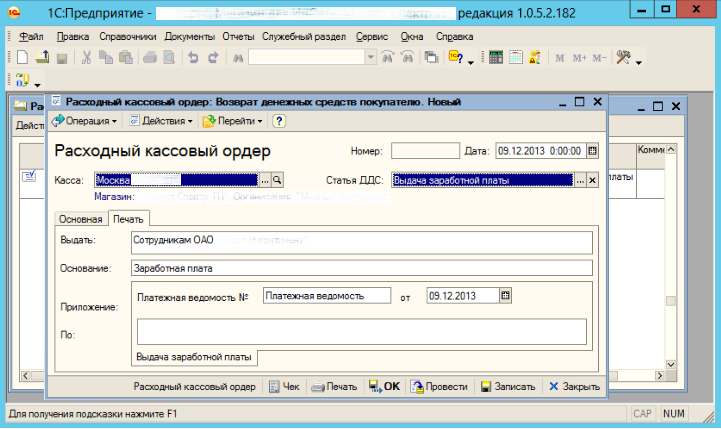 1С:Предприятие - редакция 1.0.5.2.182
Файл Правка Справочники Документы Отчеты Служебный раздел Сервис Окна Справка
M M+ M-
Ра
Расходный кассовый ордер: Возврат денежных средств покупателю. Новый
Дейст
Операция Действия Перейти ?
Расходный кассовый ордер Номер: Дата: 09.12.2013 0:00:00
Комме
Касса: Москва ... Статья ДДС: Выдача заработной платы ... x
платы
Магазин:
Основная Печать
Выдать: Сотрудникам ОАО
Основание: Заработная плата
Приложение: Платежная ведомость № Платежная ведомость от 09.12.2013
По:
Выдача заработной платы
Расходный кассовый ордер Чек Печать OK Провести Записать Закрыть
Для получения подсказки нажмите F1 CAP NUM